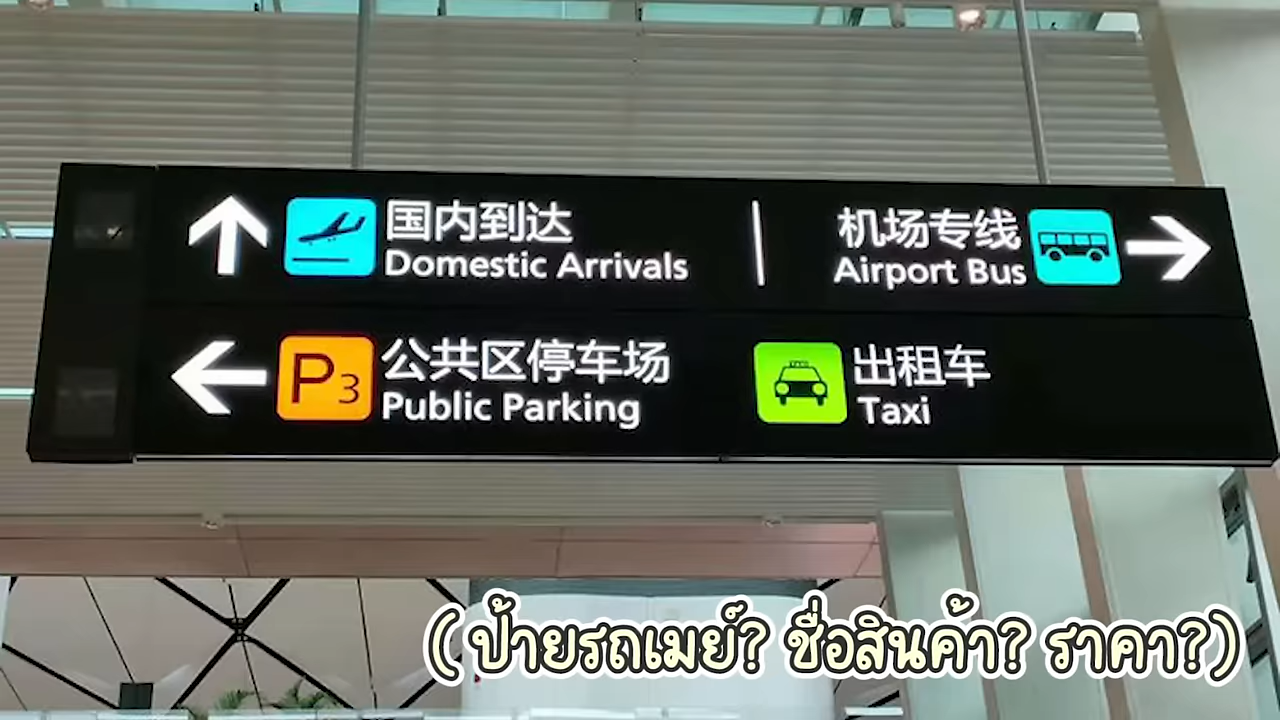 国内到达
Domestic Arrivals
机场专线
Airport Bus
P3
公共区停车场
Public Parking
TAXI
出租车
Taxi
( ป้ายรถเมย์? ชื่อสินค้า? ราคา?)